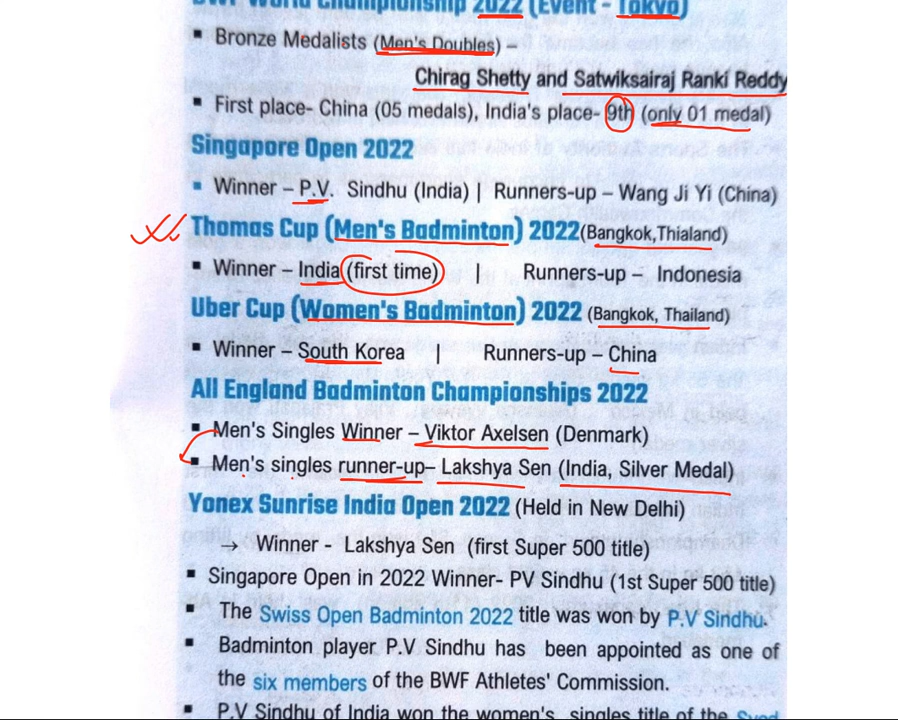 BWF World Championship 2022 (Event - Tokyo)
▪ Bronze Medalists (Men's Doubles) –
Chirag Shetty and Satwiksairaj Ranki Reddy
▪ First place- China (05 medals), India's place- 9th (only 01 medal)
Singapore Open 2022
▪ Winner – P.V. Sindhu (India) | Runners-up – Wang Ji Yi (China)
Thomas Cup (Men's Badminton) 2022 (Bangkok,Thialand)
▪ Winner – India (first time) | Runners-up – Indonesia
Uber Cup (Women's Badminton) 2022 (Bangkok, Thailand)
▪ Winner – South Korea | Runners-up – China
All England Badminton Championships 2022
▪ Men's Singles Winner – Viktor Axelsen (Denmark)
▪ Men's singles runner-up– Lakshya Sen (India, Silver Medal)
Yonex Sunrise India Open 2022 (Held in New Delhi)
→ Winner - Lakshya Sen (first Super 500 title)
▪ Singapore Open in 2022 Winner- PV Sindhu (1st Super 500 title)
▪ The Swiss Open Badminton 2022 title was won by P.V Sindhu.
▪ Badminton player P.V Sindhu has been appointed as one of
the six members of the BWF Athletes' Commission.
▪ P.V Sindhu of India won the women's singles title of the Syed